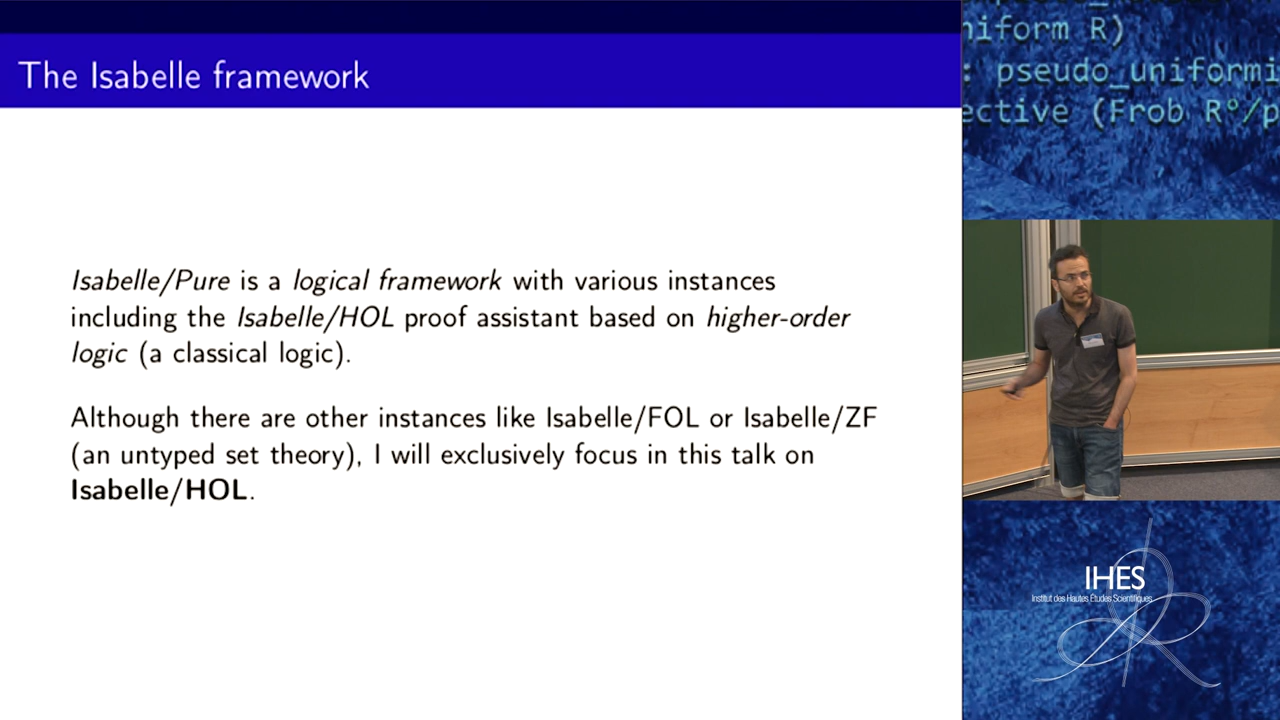 The Isabelle framework
Isabelle/Pure is a logical framework with various instances
including the Isabelle/HOL proof assistant based on higher-order
logic (a classical logic).
Although there are other instances like Isabelle/FOL or Isabelle/ZF
(an untyped set theory), I will exclusively focus in this talk on
Isabelle/HOL.
niform R)
: pseudo_uniformi
ective (Frob R°/p
IHES
Institut des Hautes Études Scientifiques